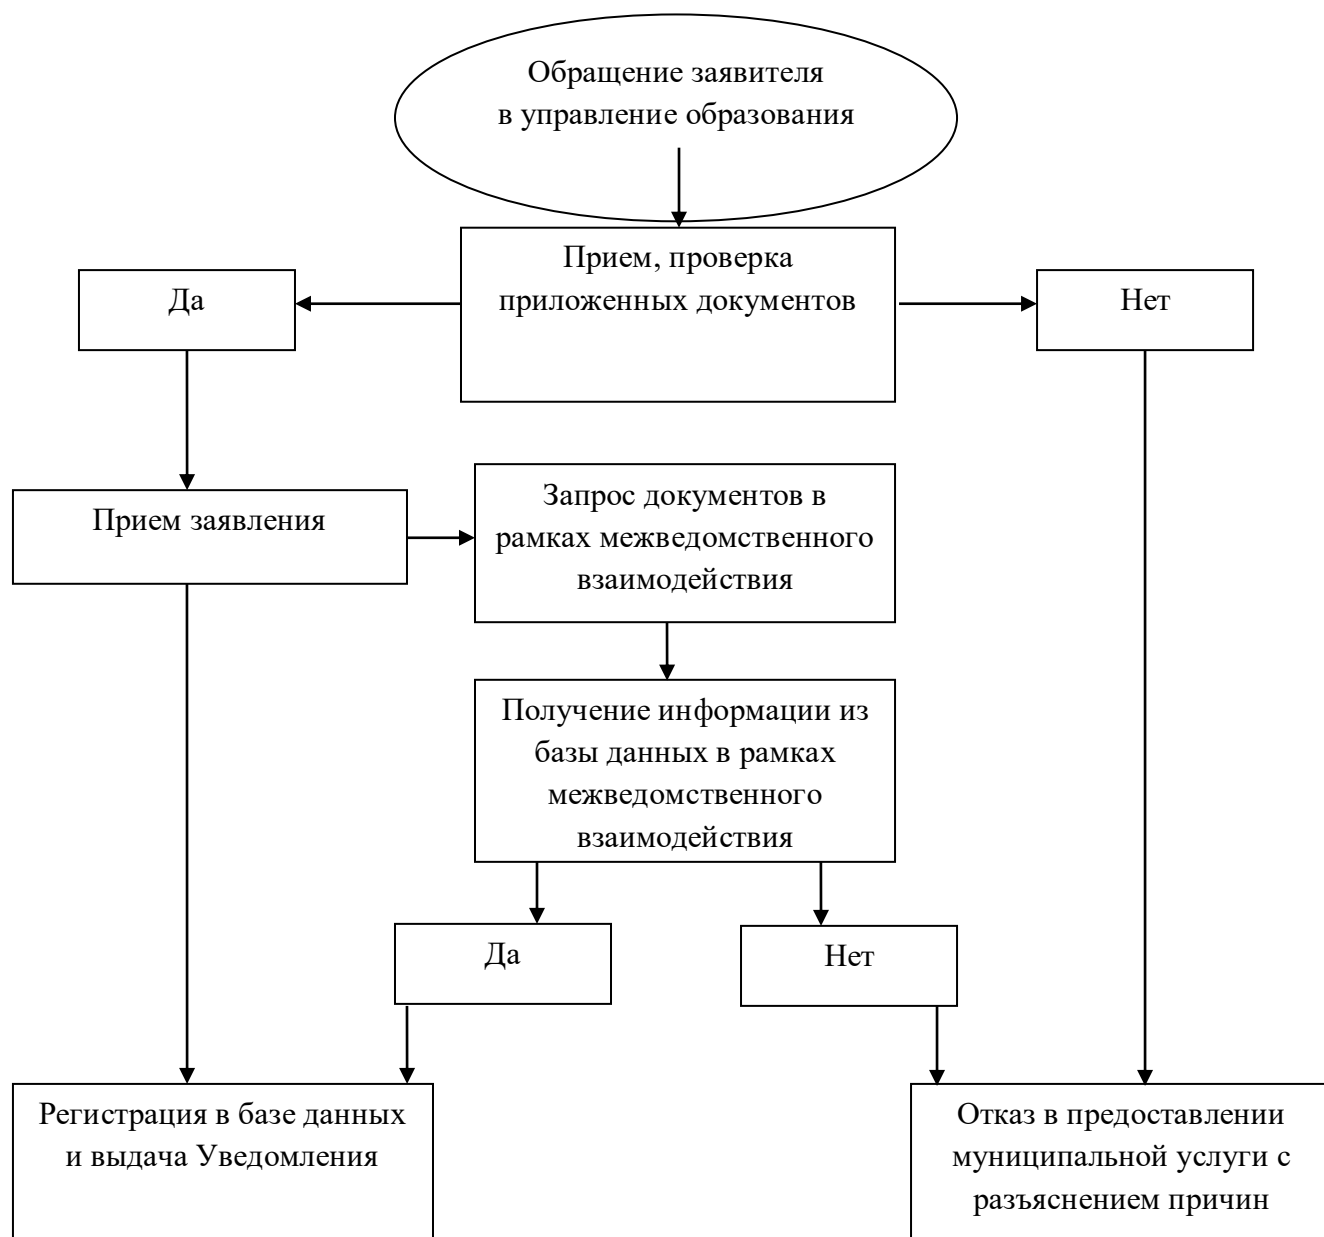 Обращение заявителя
в управление образования
Прием, проверка
приложенных документов
Да
Нет
Прием заявления
Запрос документов в
рамках межведомственного
взаимодействия
Получение информации из
базы данных в рамках
межведомственного
взаимодействия
Да
Нет
Регистрация в базе данных
и выдача Уведомления
Отказ в предоставлении
муниципальной услуги с
разъяснением причин